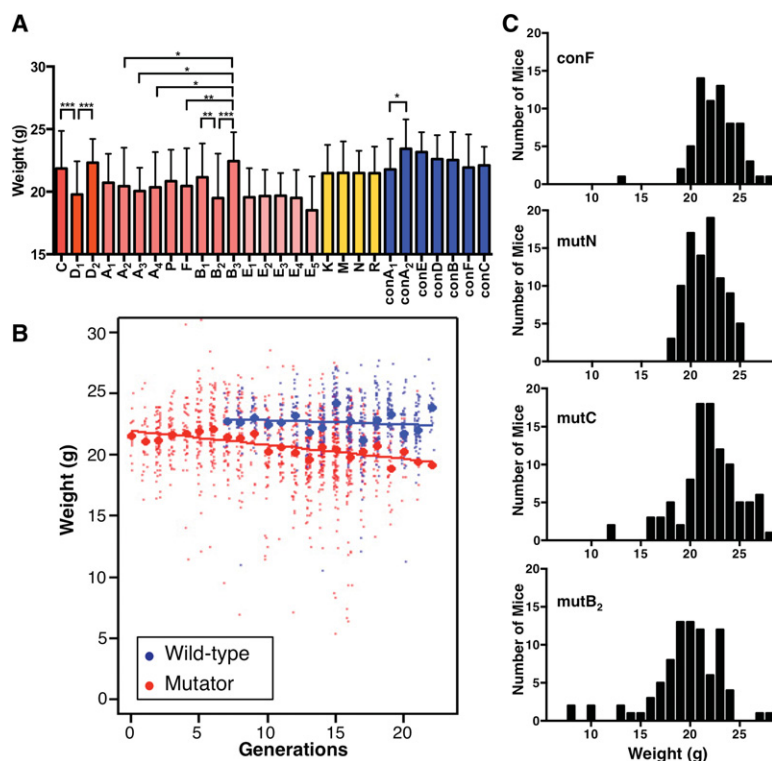 A
30
25
20
15
Weight (g)
* 
*
*
**
*** *** ** *** *
C D₁ D₂ A₁ A₂ A₃ A₄ P F B₁ B₂ B₃ E₁ E₂ E₃ E₄ E₅ K M N R conA₁ conA₂ conE conD conB conF conC
B
30
25
20
15
10
5
0
Weight (g)
Wild-type
Mutator
0 5 10 15 20
Generations
C
conF
20
15
10
5
0
Number of Mice
10 15 20 25
mutN
20
15
10
5
0
Number of Mice
10 15 20 25
mutC
20
15
10
5
0
Number of Mice
10 15 20 25
mutB₂
20
15
10
5
0
Number of Mice
10 15 20 25
Weight (g)